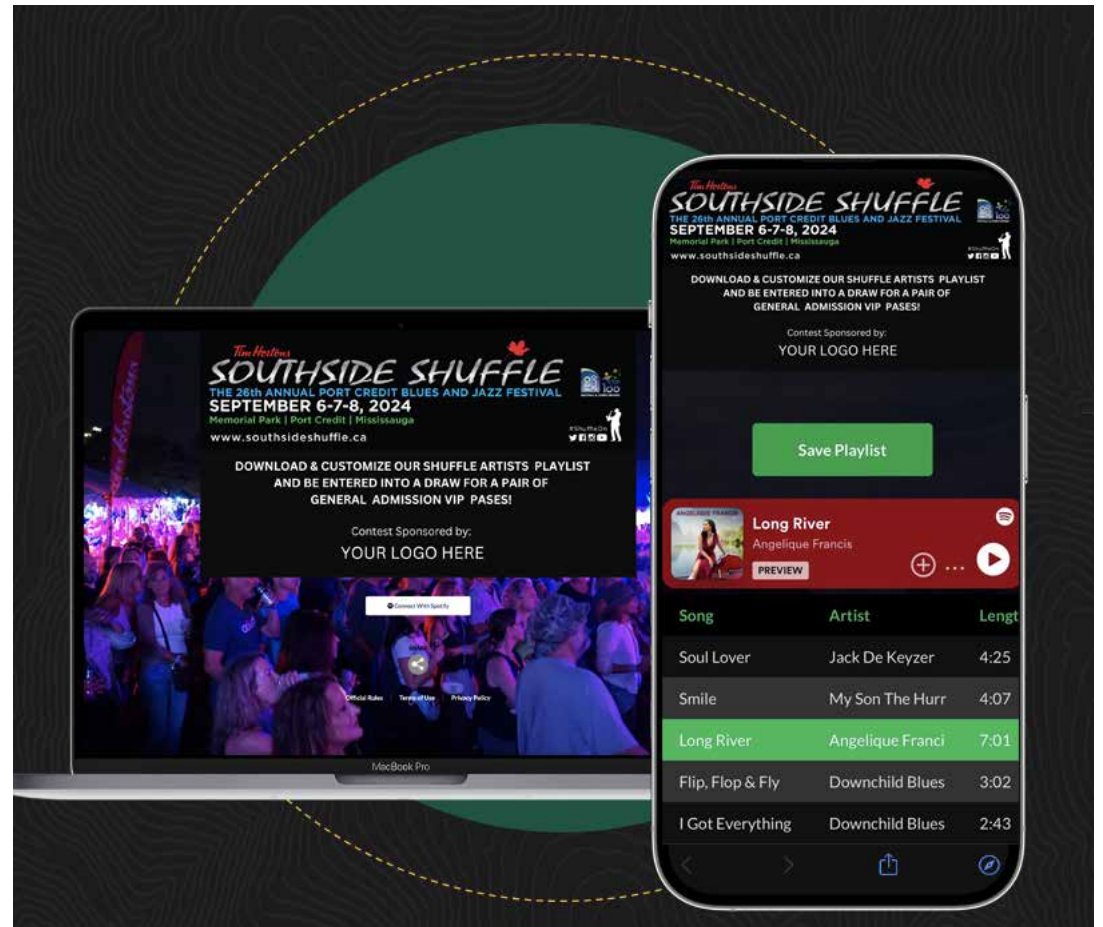 Tim Hortons
SOUTHSIDE SHUFFLE
THE 26th ANNUAL PORT CREDIT BLUES AND JAZZ FESTIVAL
SEPTEMBER 6-7-8, 2024
Memorial Park | Port Credit | Mississauga
www.southsideshuffle.ca
#ShuffleOn
100
DOWNLOAD & CUSTOMIZE OUR SHUFFLE ARTISTS PLAYLIST
AND BE ENTERED INTO A DRAW FOR A PAIR OF
GENERAL ADMISSION VIP PASES!
Contest Sponsored by:
YOUR LOGO HERE
Connect With Spotify
Official Rules
Terms of Use
Privacy Policy
MacBook Pro
Tim Hortons
SOUTHSIDE SHUFFLE
THE 26th ANNUAL PORT CREDIT BLUES AND JAZZ FESTIVAL
SEPTEMBER 6-7-8, 2024
Memorial Park | Port Credit | Mississauga
www.southsideshuffle.ca
#ShuffleOn
100
DOWNLOAD & CUSTOMIZE OUR SHUFFLE ARTISTS PLAYLIST
AND BE ENTERED INTO A DRAW FOR A PAIR OF
GENERAL ADMISSION VIP PASES!
Contest Sponsored by:
YOUR LOGO HERE
Save Playlist
ANGELIQUE FRANCIS
Long River
Angelique Francis
PREVIEW
Song Artist Lengt
Soul Lover Jack De Keyzer 4:25
Smile My Son The Hurr 4:07
Long River Angelique Franci 7:01
Flip, Flop & Fly Downchild Blues 3:02
I Got Everything Downchild Blues 2:43